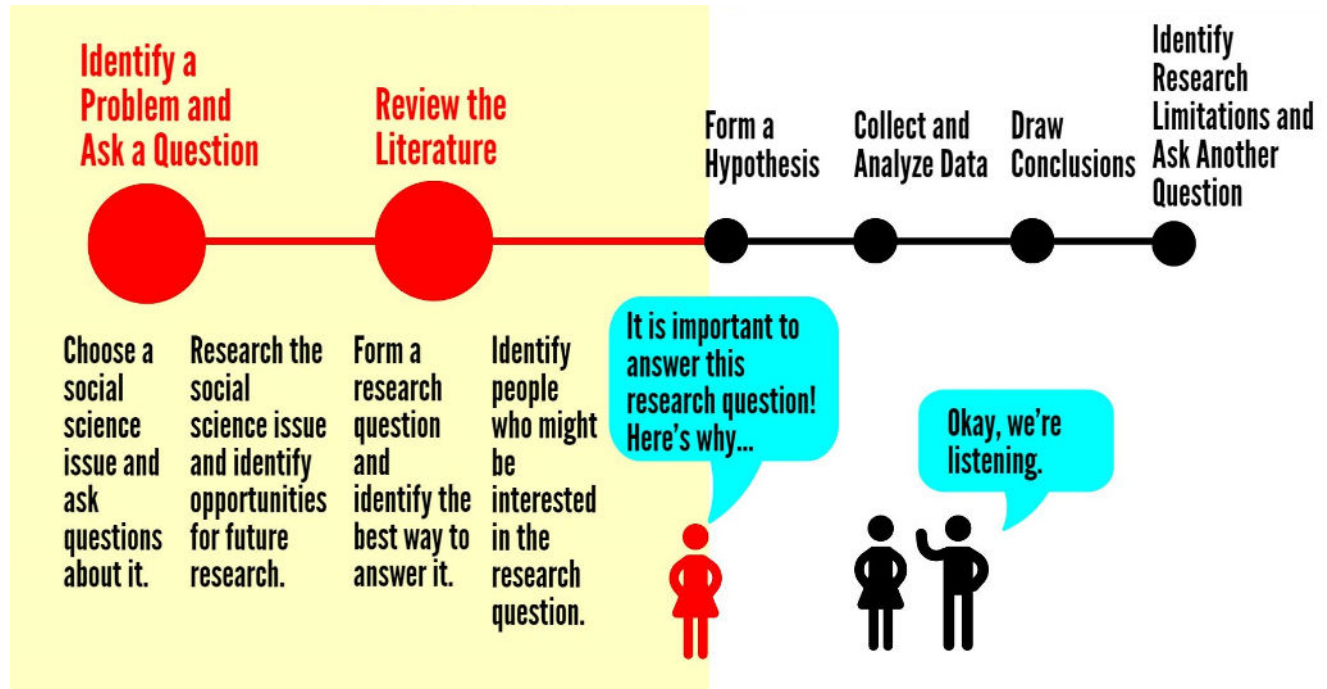 Identify a
Problem and
Ask a Question
Review the
Literature
Form a
Hypothesis
Collect and
Analyze Data
Draw
Conclusions
Identify
Research
Limitations and
Ask Another
Question
Choose a
social
science
issue and
ask
questions
about it.
Research the
social
science issue
and identify
opportunities
for future
research.
Form a
research
question
and
identify the
best way to
answer it.
Identify
people
who might
be
interested
in the
research
question.
It is important to
answer this
research question!
Here's why...
Okay, we're
listening.